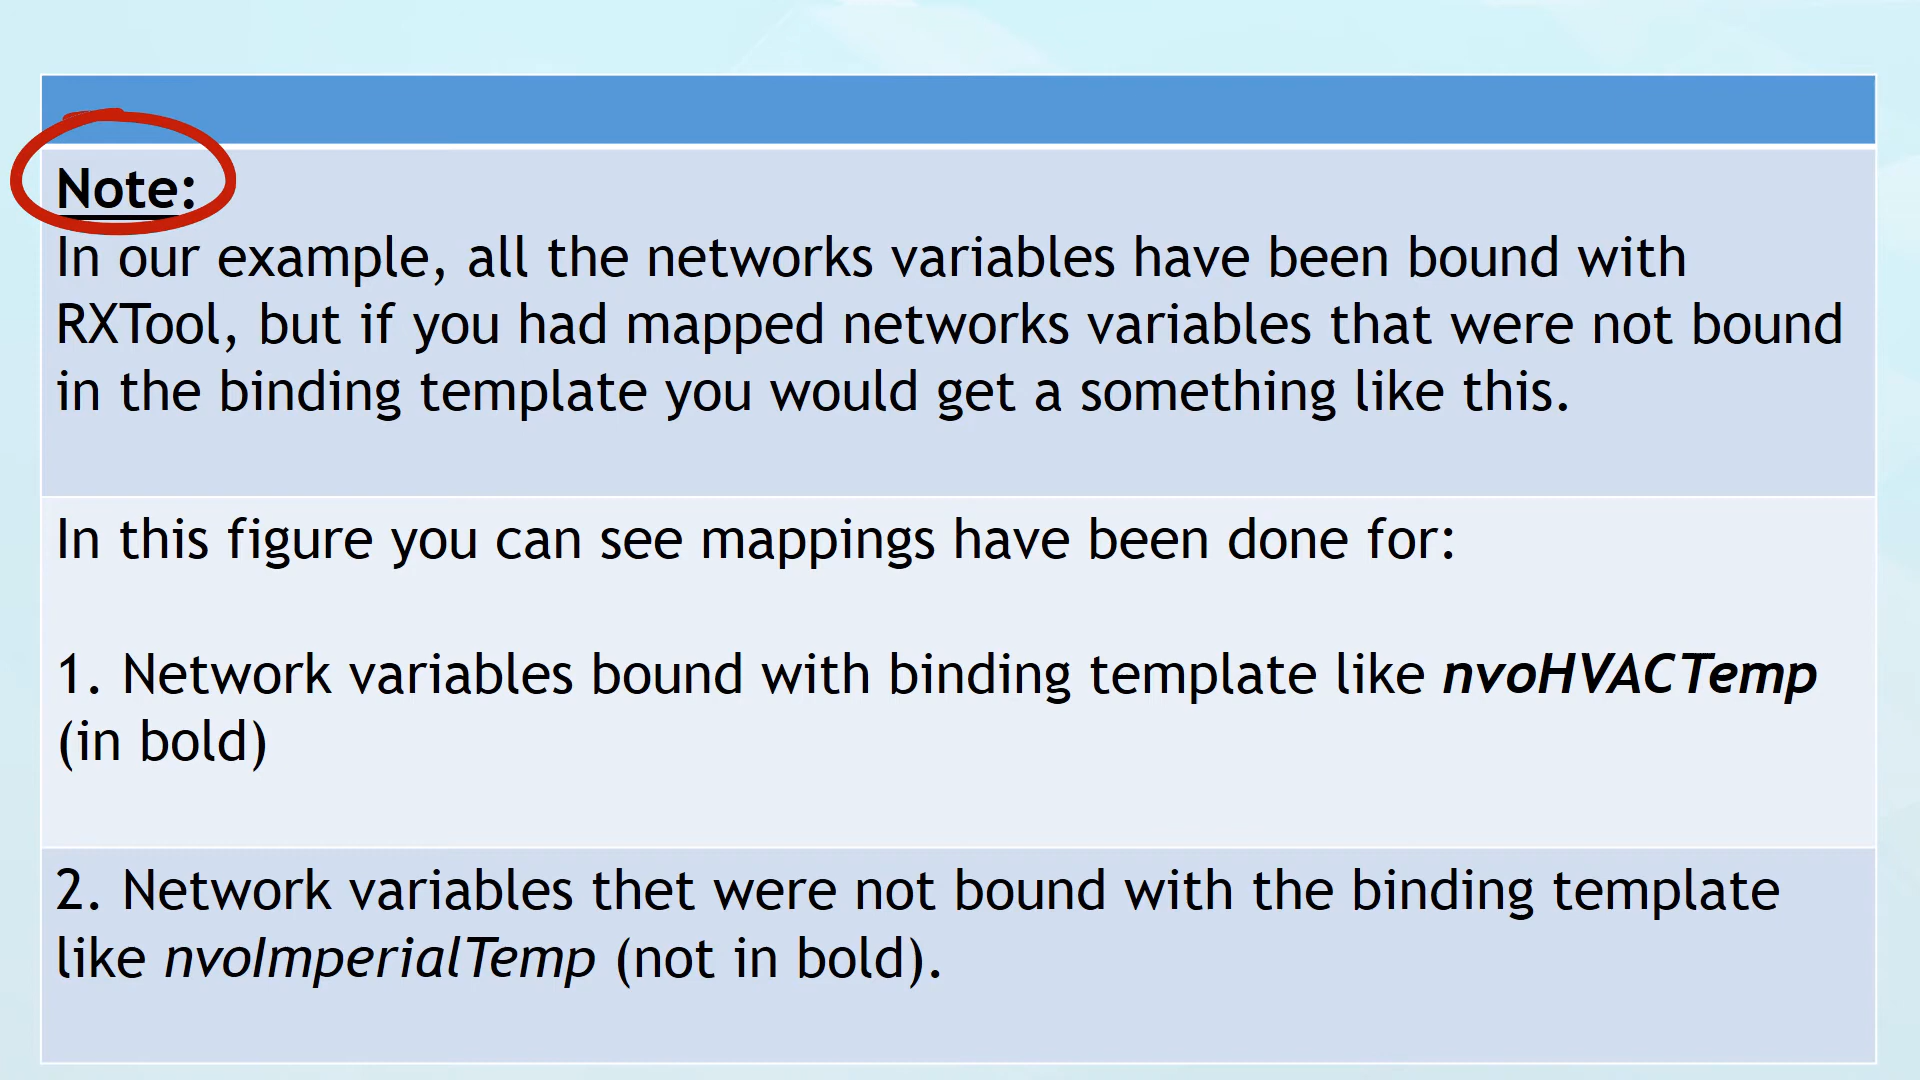 Note:
In our example, all the networks variables have been bound with
RXTool, but if you had mapped networks variables that were not bound
in the binding template you would get a something like this.
In this figure you can see mappings have been done for:
1. Network variables bound with binding template like nvoHVACTemp
(in bold)
2. Network variables thet were not bound with the binding template
like nvoImperialTemp (not in bold).